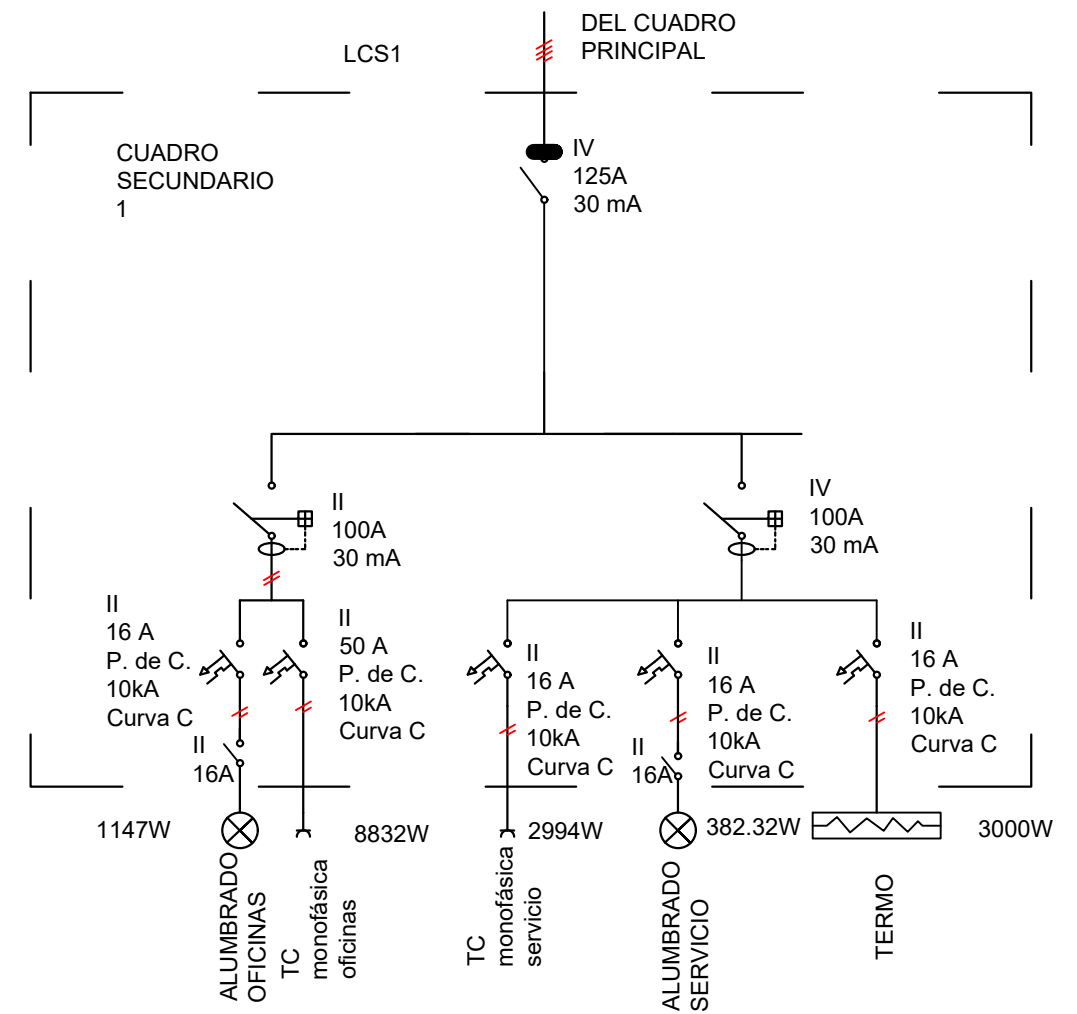 DEL CUADRO
PRINCIPAL
LCS1
CUADRO
SECUNDARIO
1
IV
125A
30 mA
II
100A
30 mA
IV
100A
30 mA
II
16 A
P. de C.
10kA
Curva C
II
50 A
P. de C.
10kA
Curva C
II
16 A
P. de C.
10kA
Curva C
II
16 A
P. de C.
10kA
Curva C
II
16 A
P. de C.
10kA
Curva C
II
16A
II
16A
1147W
8832W
2994W
382.32W
3000W
ALUMBRADO
OFICINAS
TC
monofásica
oficinas
TC
monofásica
servicio
ALUMBRADO
SERVICIO
TERMO